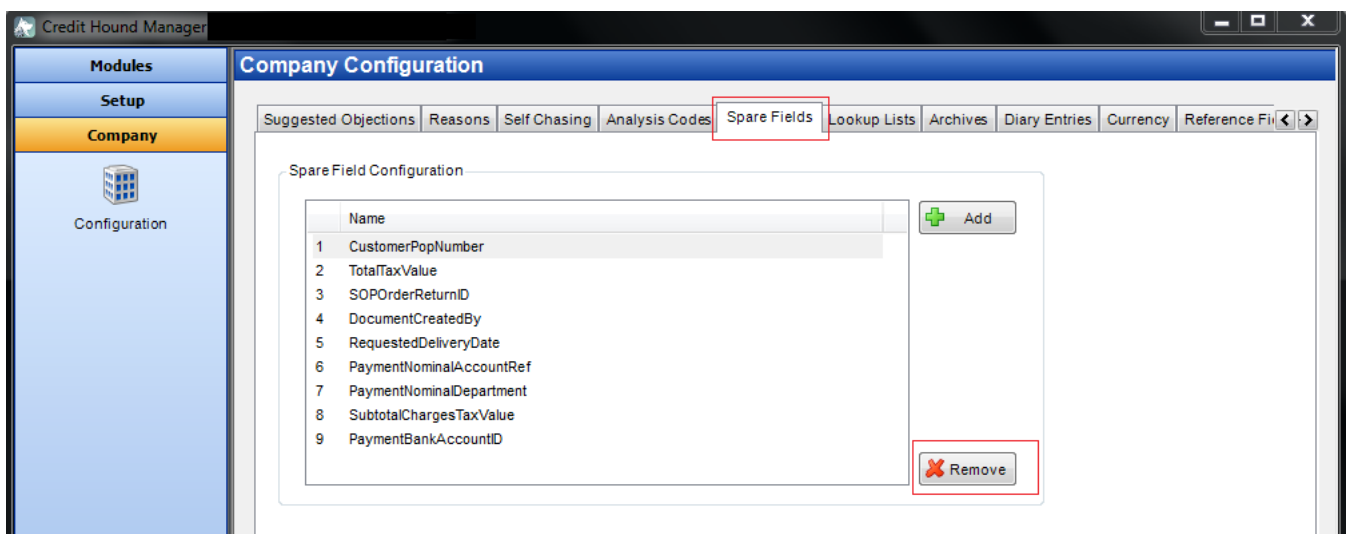 Credit Hound Manager
Modules
Setup
Company
Configuration
Company Configuration
Suggested Objections Reasons Self Chasing Analysis Codes Spare Fields Lookup Lists Archives Diary Entries Currency Reference Fi
Spare Field Configuration
Name
1 CustomerPopNumber
2 TotalTaxValue
3 SOPOrderReturnID
4 DocumentCreatedBy
5 RequestedDeliveryDate
6 PaymentNominalAccountRef
7 PaymentNominalDepartment
8 SubtotalChargesTaxValue
9 PaymentBankAccountID
Add
Remove